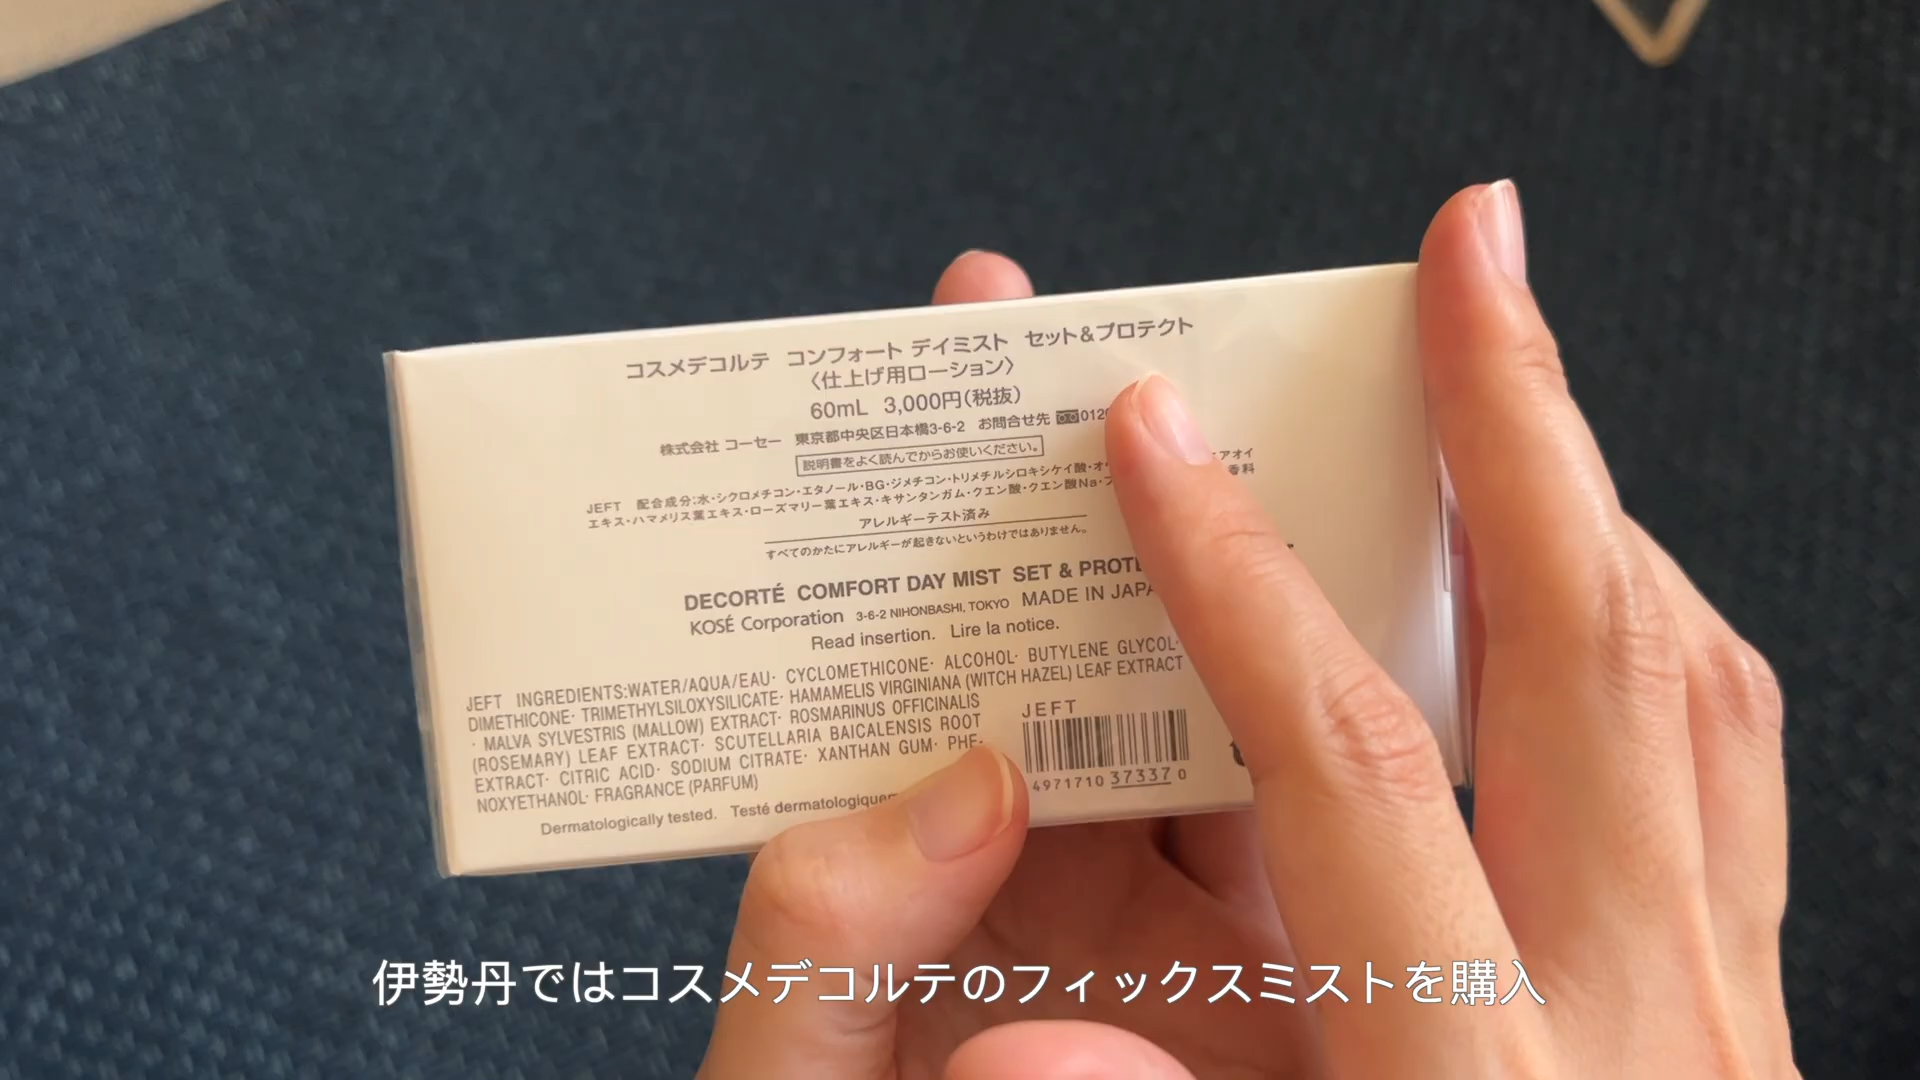 コスメデコルテ コンフォート デイミスト セット&プロテクト
〈仕上げ用ローション〉
60mL 3,000円(税抜)
株式会社 コーセー 東京都中央区日本橋3-6-2 お問合せ先 012
説明書をよく読んでからお使いください。
JEFT 配合成分:水・シクロメチコン・エタノール・BG・ジメチコン・トリメチルシロキシケイ酸・オ アオイ
エキス・ハマメリス葉エキス・ローズマリー葉エキス・キサンタンガム・クエン酸・クエン酸Na・フ 香料
アレルギーテスト済み
すべてのかたにアレルギーが起きないというわけではありません。
DECORTÉ COMFORT DAY MIST SET & PROTE
KOSÉ Corporation 3-6-2 NIHONBASHI, TOKYO MADE IN JAPA
Read insertion. Lire la notice.
JEFT INGREDIENTS:WATER/AQUA/EAU· CYCLOMETHICONE· ALCOHOL· BUTYLENE GLYCOL·
DIMETHICONE· TRIMETHYLSILOXYSILICATE· HAMAMELIS VIRGINIANA (WITCH HAZEL) LEAF EXTRACT
· MALVA SYLVESTRIS (MALLOW) EXTRACT· ROSMARINUS OFFICINALIS
(ROSEMARY) LEAF EXTRACT· SCUTELLARIA BAICALENSIS ROOT
EXTRACT· CITRIC ACID· SODIUM CITRATE· XANTHAN GUM· PHE-
NOXYETHANOL· FRAGRANCE (PARFUM)
Dermatologically tested. Testé dermatologiquem
JEFT
4971710 37337 0
伊勢丹ではコスメデコルテのフィックスミストを購入